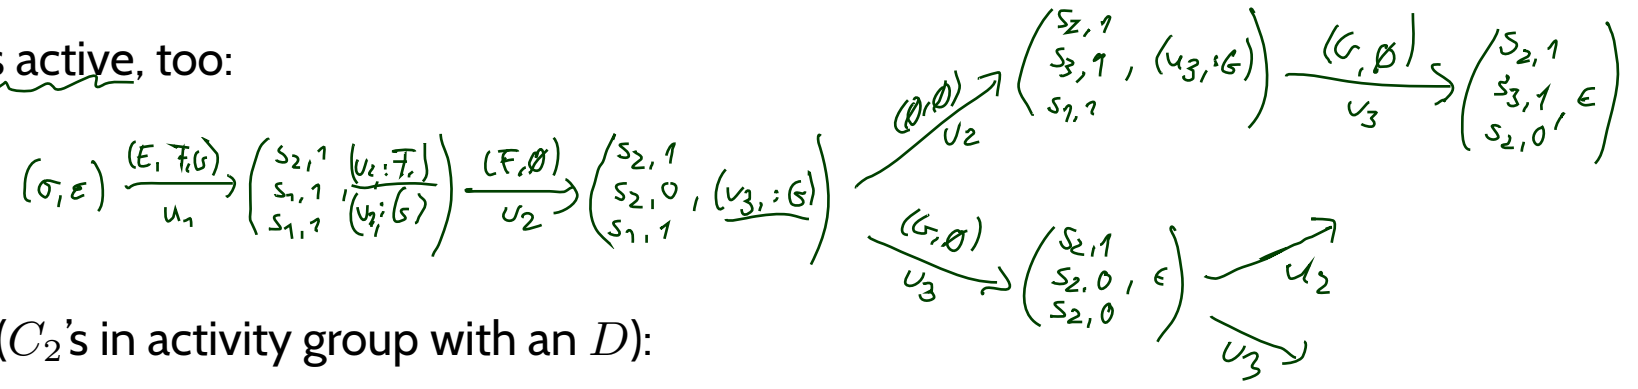 s active, too:
(σ, ε) (E, F,G) u₁ (s₂,1 s₁,1 s₁,1 , (u₂:F,) (u₃:G)) (F,∅) u₂ (s₂,1 s₂,0 s₁,1 , (u₃,:G))
(∅,∅) u₂ (s₂,1 s₃,1 s₁,1 , (u₃,:G)) (G,∅) u₃ (s₂,1 s₃,1 s₂,0 , ε)
(G,∅) u₃ (s₂,1 s₂,0 s₂,0 , ε) u₂ u₃
(C₂'s in activity group with an D):